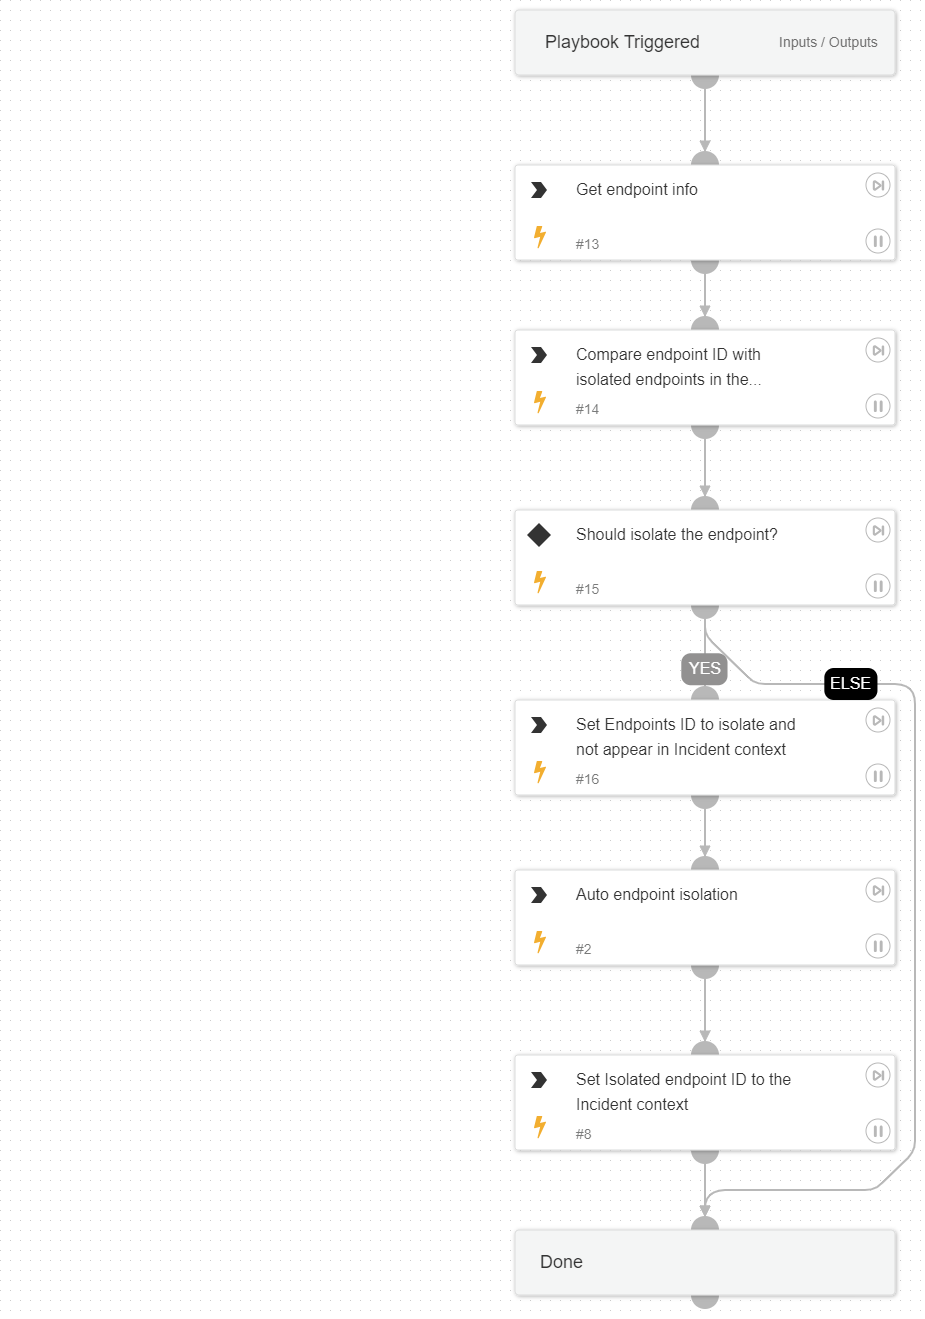 Playbook Triggered
Inputs / Outputs
Get endpoint info
#13
Compare endpoint ID with
isolated endpoints in the...
#14
Should isolate the endpoint?
#15
YES
ELSE
Set Endpoints ID to isolate and
not appear in Incident context
#16
Auto endpoint isolation
#2
Set Isolated endpoint ID to the
Incident context
#8
Done